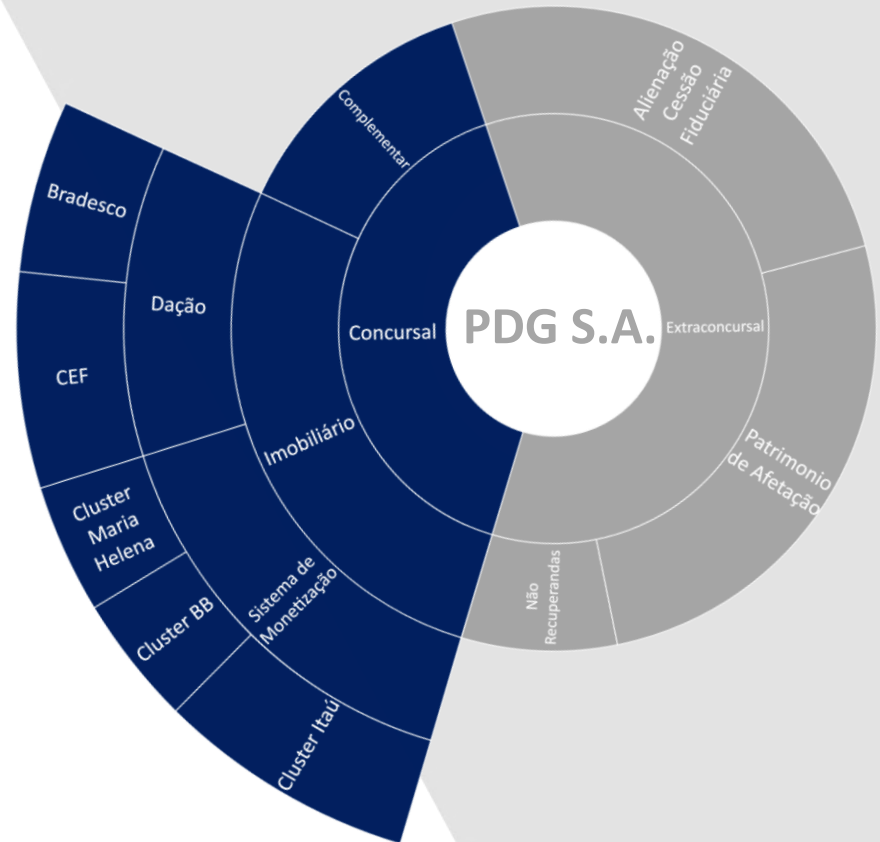 PDG S.A.
Concursal
Complementar
Imobiliário
Dação
Bradesco
CEF
Sistema de
Monetização
Cluster
Maria
Helena
Cluster BB
Cluster Itaú
Extraconcursal
Alienação
Cessão
Fiduciária
Patrimonio
de Afetação
Não
Recuperandas